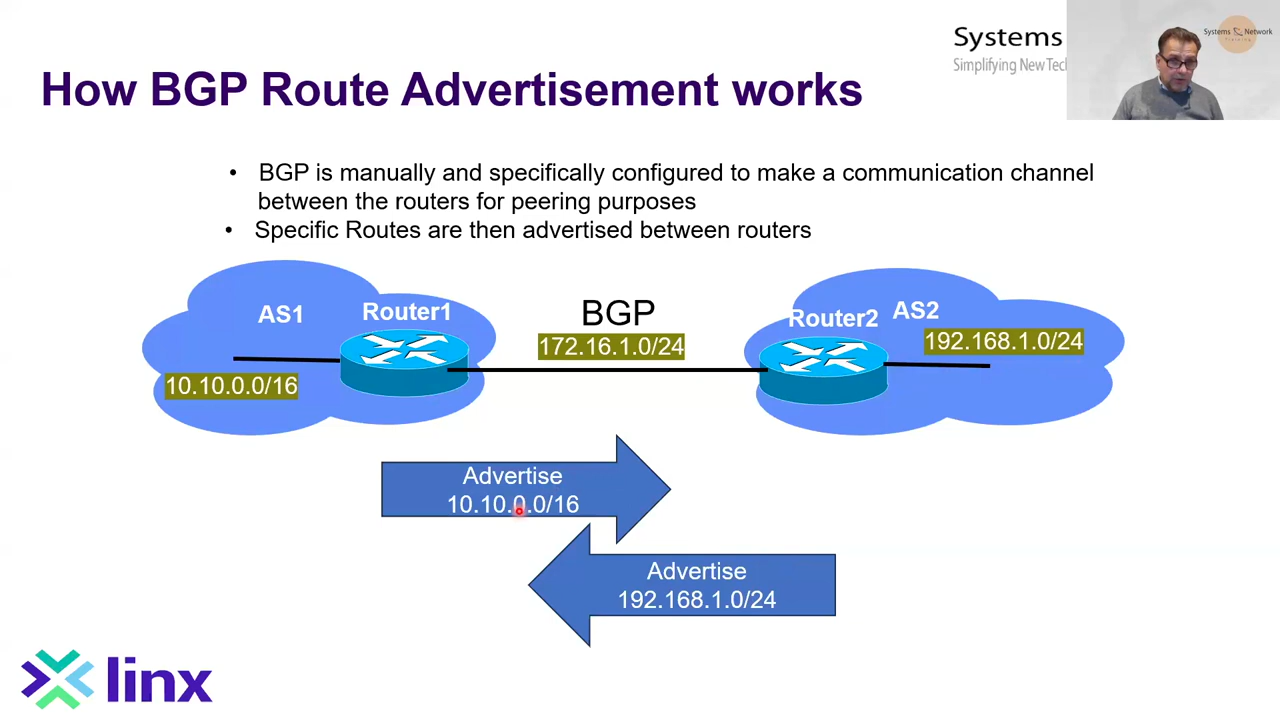 Systems
Simplifying New Tec
Systems & Network
Training
How BGP Route Advertisement works
• BGP is manually and specifically configured to make a communication channel
between the routers for peering purposes
• Specific Routes are then advertised between routers
AS1
Router1
BGP
172.16.1.0/24
10.10.0.0/16
Router2
AS2
192.168.1.0/24
Advertise
10.10.0.0/16
Advertise
192.168.1.0/24
linx